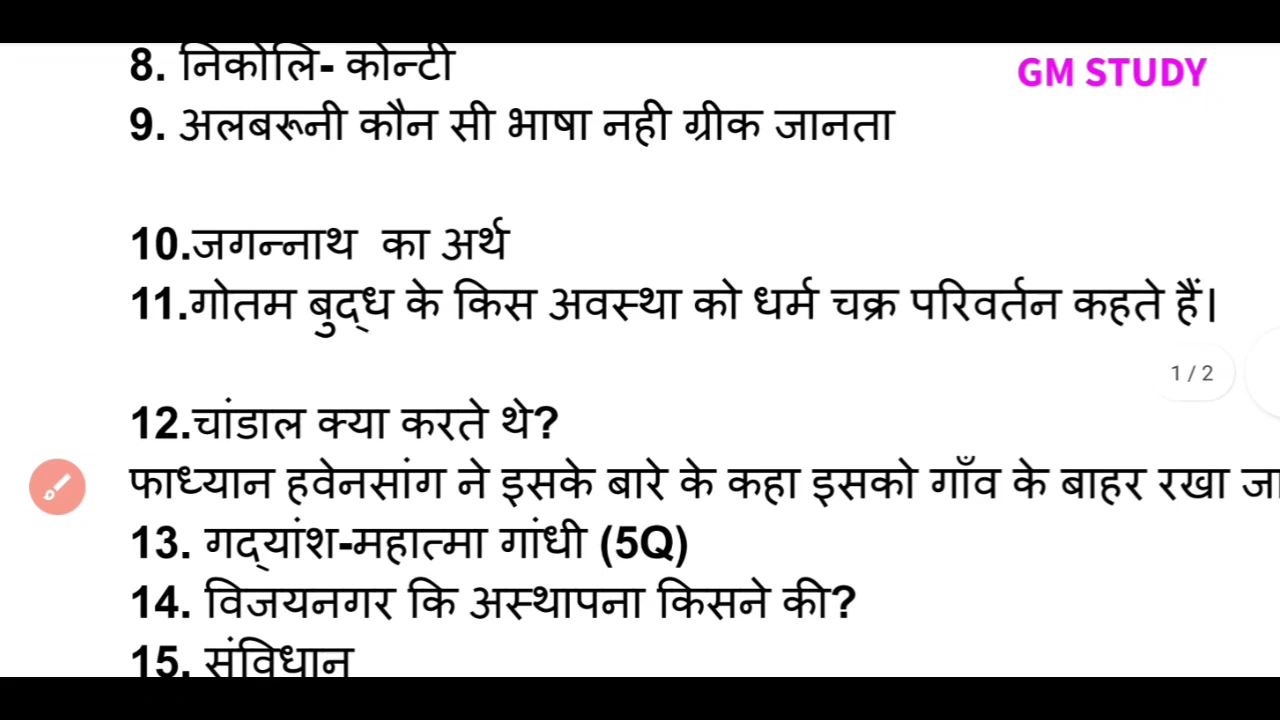 8. निकोलि- कोन्टी
GM STUDY
9. अलबरूनी कौन सी भाषा नही ग्रीक जानता
10.जगन्नाथ का अर्थ
11.गोतम बुद्ध के किस अवस्था को धर्म चक्र परिवर्तन कहते हैं।
1 / 2
12.चांडाल क्या करते थे?
फाध्यान हवेनसांग ने इसके बारे के कहा इसको गाँव के बाहर रखा
13. गद्यांश-महात्मा गांधी (5Q)
14. विजयनगर कि अस्थापना किसने की?
15. संविधान